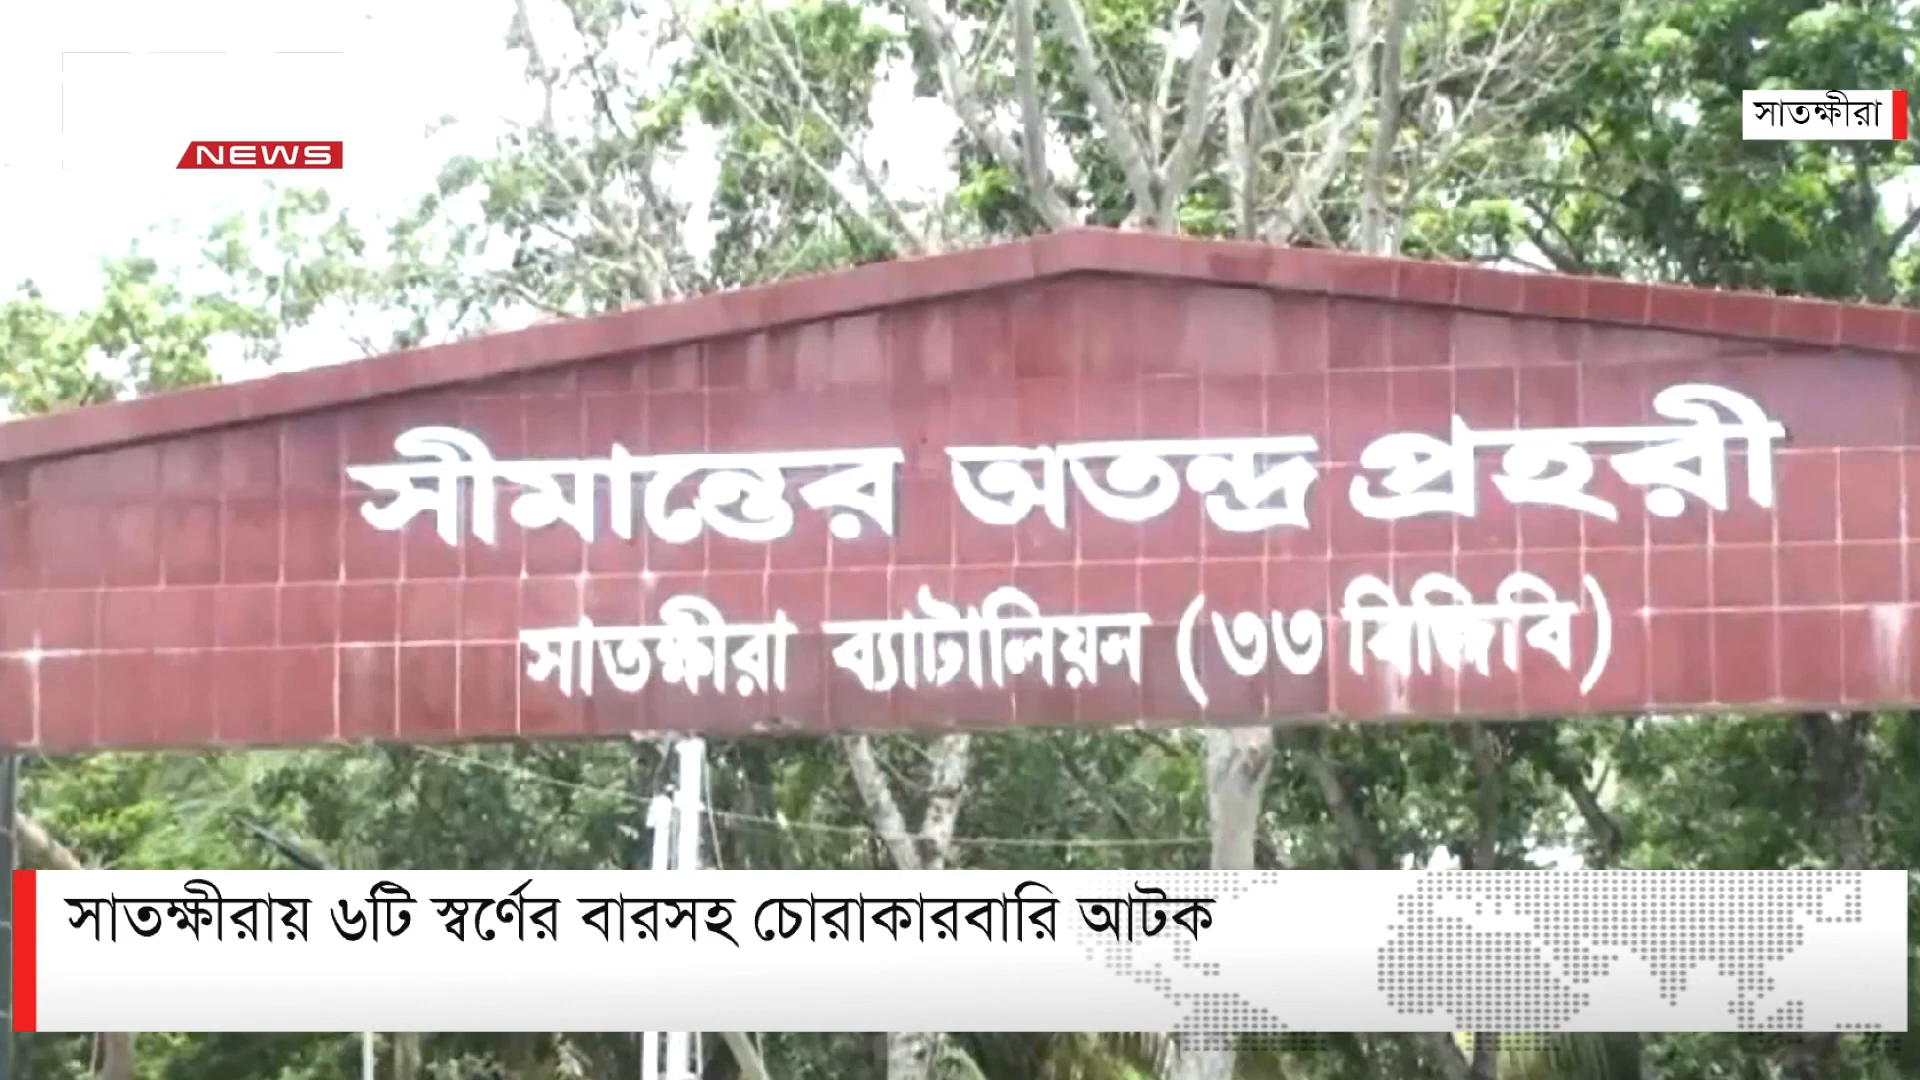 NEWS
সাতক্ষীরা
সীমান্তের অতন্দ্র প্রহরী
সাতক্ষীরা ব্যাটালিয়ন (৩৩ বিজিবি)
সাতক্ষীরায় ৬টি স্বর্ণের বারসহ চোরাকারবারি আটক